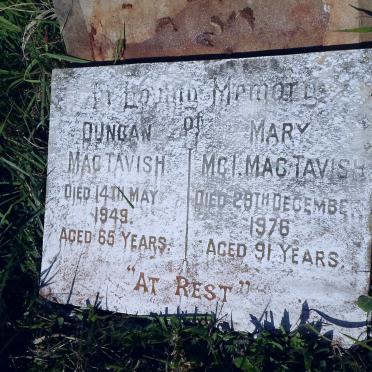 In Loving Memory
of
DUNCAN
MACTAVISH
DIED 14TH MAY
1949.
AGED 65 YEARS.
MARY
MCI. MACTAVISH
DIED 28TH DECEMBER
1976
AGED 91 YEARS.
"AT REST"